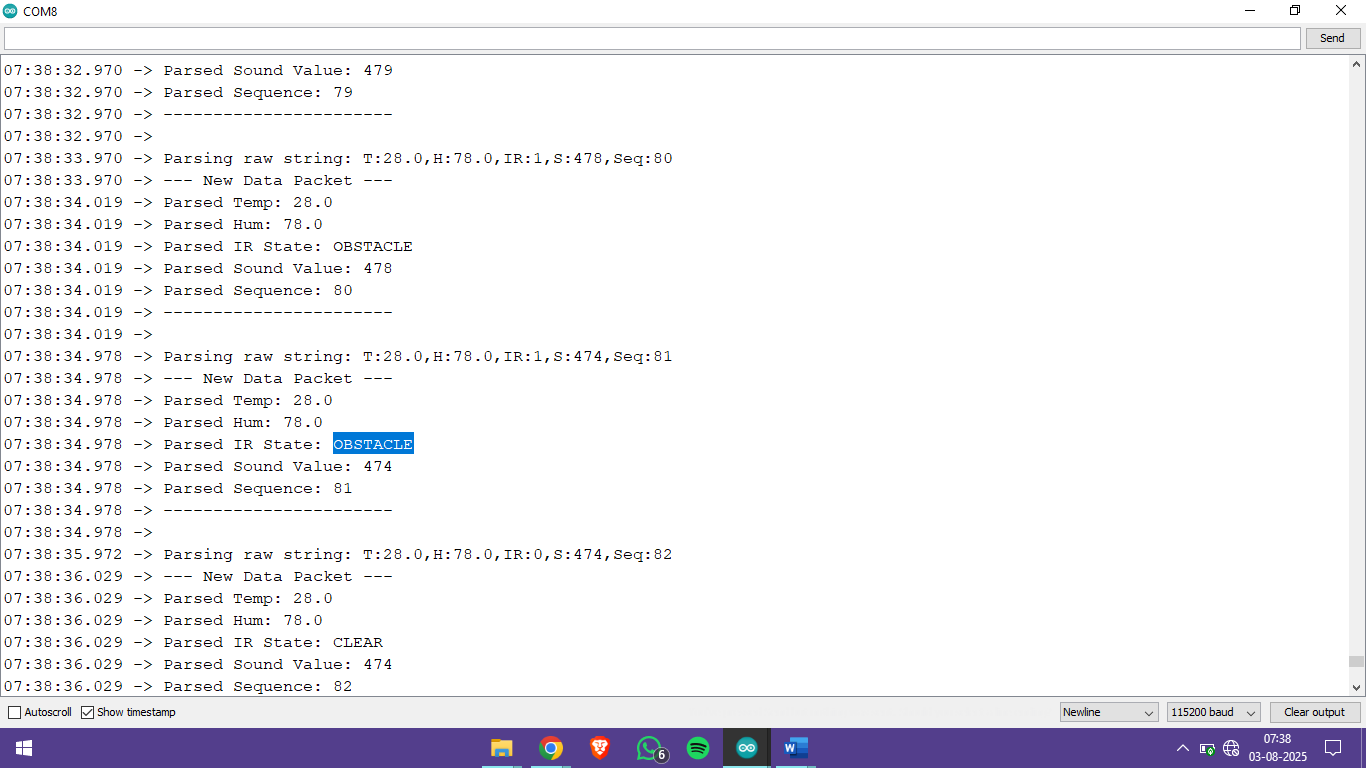 COM8
Send
07:38:32.970 -> Parsed Sound Value: 479
07:38:32.970 -> Parsed Sequence: 79
07:38:32.970 -> -----------------------
07:38:32.970 ->
07:38:33.970 -> Parsing raw string: T:28.0,H:78.0,IR:1,S:478,Seq:80
07:38:33.970 -> --- New Data Packet ---
07:38:34.019 -> Parsed Temp: 28.0
07:38:34.019 -> Parsed Hum: 78.0
07:38:34.019 -> Parsed IR State: OBSTACLE
07:38:34.019 -> Parsed Sound Value: 478
07:38:34.019 -> Parsed Sequence: 80
07:38:34.019 -> -----------------------
07:38:34.019 ->
07:38:34.978 -> Parsing raw string: T:28.0,H:78.0,IR:1,S:474,Seq:81
07:38:34.978 -> --- New Data Packet ---
07:38:34.978 -> Parsed Temp: 28.0
07:38:34.978 -> Parsed Hum: 78.0
07:38:34.978 -> Parsed IR State: OBSTACLE
07:38:34.978 -> Parsed Sound Value: 474
07:38:34.978 -> Parsed Sequence: 81
07:38:34.978 -> -----------------------
07:38:34.978 ->
07:38:35.972 -> Parsing raw string: T:28.0,H:78.0,IR:0,S:474,Seq:82
07:38:36.029 -> --- New Data Packet ---
07:38:36.029 -> Parsed Temp: 28.0
07:38:36.029 -> Parsed Hum: 78.0
07:38:36.029 -> Parsed IR State: CLEAR
07:38:36.029 -> Parsed Sound Value: 474
07:38:36.029 -> Parsed Sequence: 82
Autoscroll Show timestamp Newline 115200 baud Clear output
6
07:38
03-08-2025